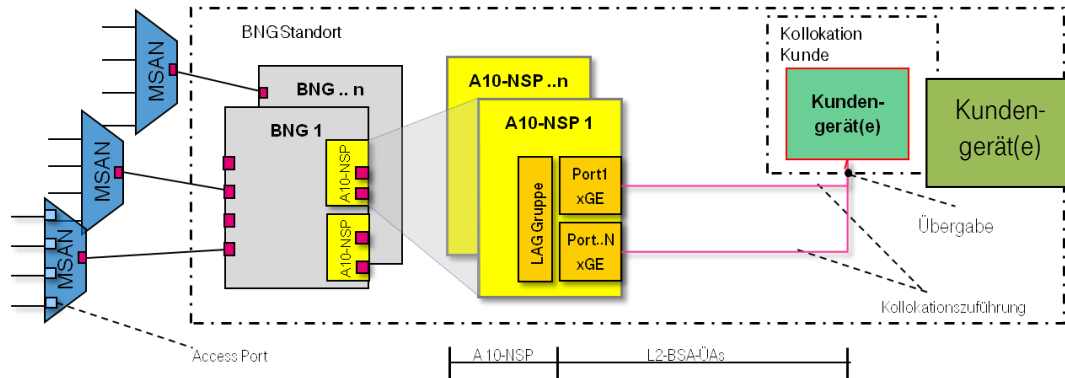 MSAN
MSAN
MSAN
Access Port
BNG Standort
BNG .. n
BNG 1
A10-NSP
A10-NSP
A10-NSP ..n
A10-NSP 1
LAG Gruppe
Port1
xGE
Port..N
xGE
Kollokation
Kunde
Kunden-
gerät(e)
Kunden-
gerät(e)
Übergabe
Kollokationszuführung
A10-NSP
L2-BSA-ÜAs